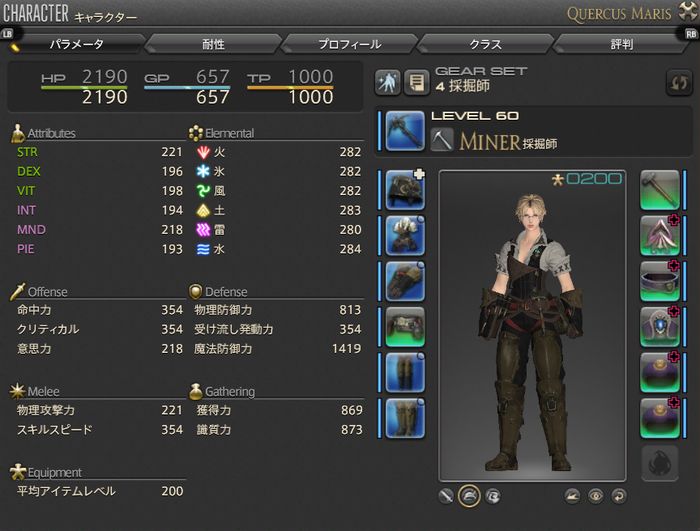 CHARACTER キャラクター
QUERCUS MARIS
LB パラメータ 耐性 プロフィール クラス 評判 RB
HP 2190 GP 657 TP 1000
2190 657 1000
GEAR SET
4 採掘師
LEVEL 60
MINER 採掘師
0200
Attributes Elemental
STR 221 火 282
DEX 196 氷 282
VIT 198 風 282
INT 194 土 283
MND 218 雷 280
PIE 193 水 284
Offense Defense
命中力 354 物理防御力 813
クリティカル 354 受け流し発動力 354
意思力 218 魔法防御力 1419
Melee Gathering
物理攻撃力 221 獲得力 869
スキルスピード 354 識質力 873
Equipment
平均アイテムレベル 200